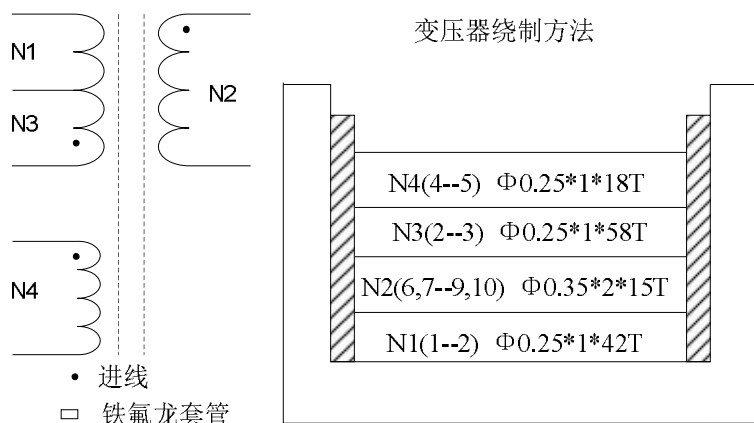 变压器绕制方法
N1
N3
N2
N4
• 进线
铁氟龙套管
N4(4--5) Φ0.25*1*18T
N3(2--3) Φ0.25*1*58T
N2(6,7--9,10) Φ0.35*2*15T
N1(1--2) Φ0.25*1*42T